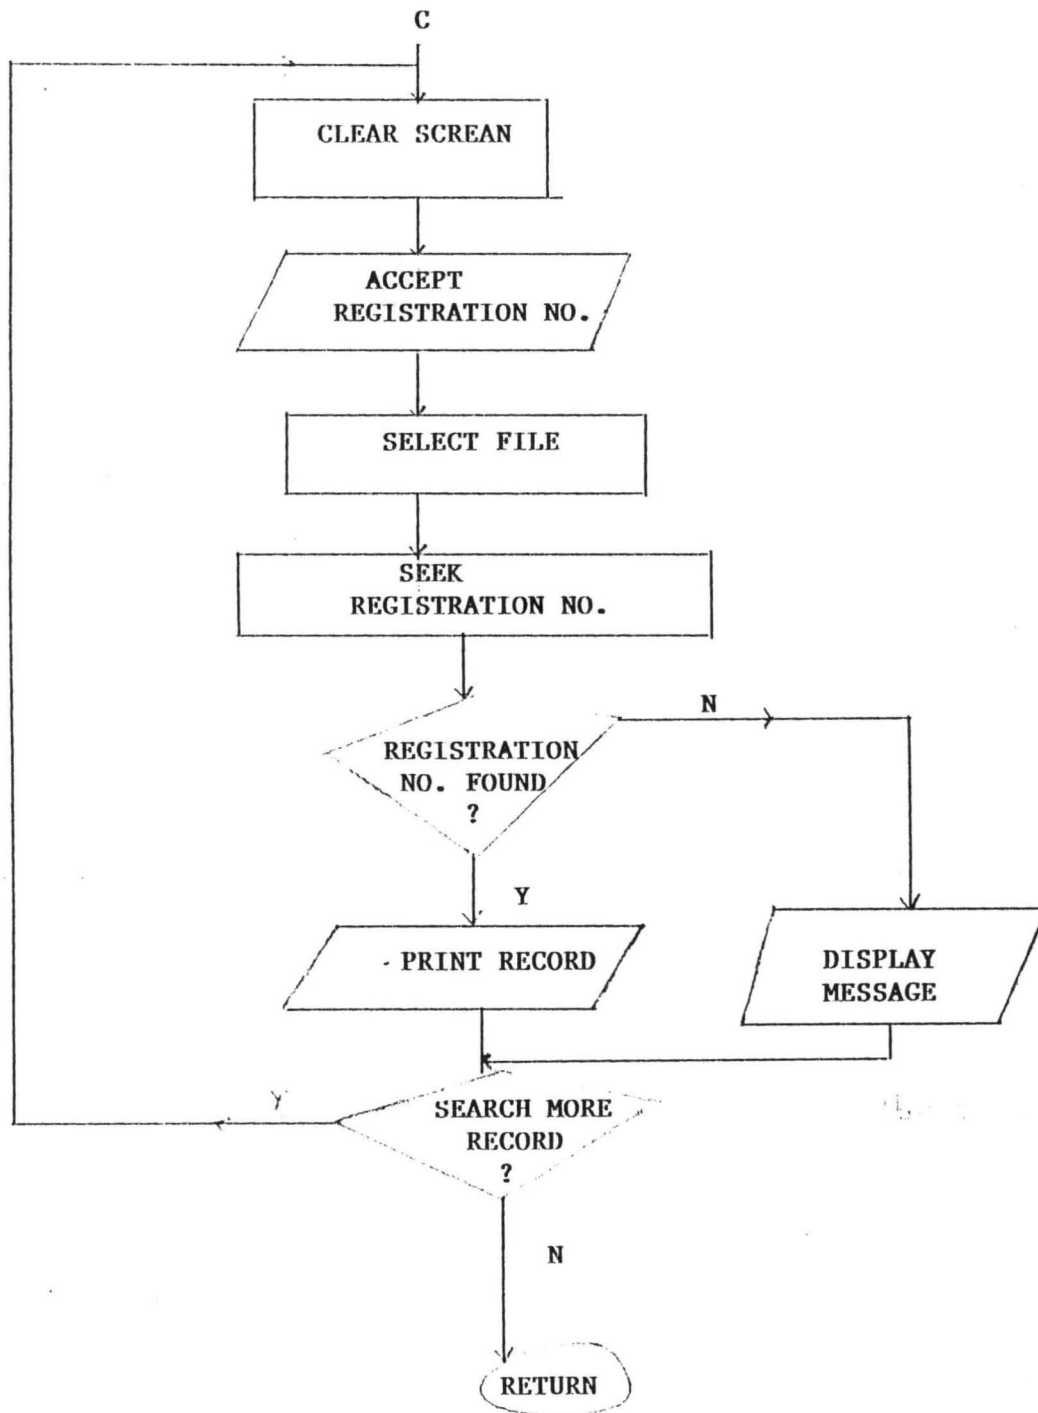 C
CLEAR SCREAN
ACCEPT
REGISTRATION NO.
SELECT FILE
SEEK
REGISTRATION NO.
N
REGISTRATION
NO. FOUND
?
Y
PRINT RECORD
DISPLAY
MESSAGE
Y
SEARCH MORE
RECORD
?
N
RETURN